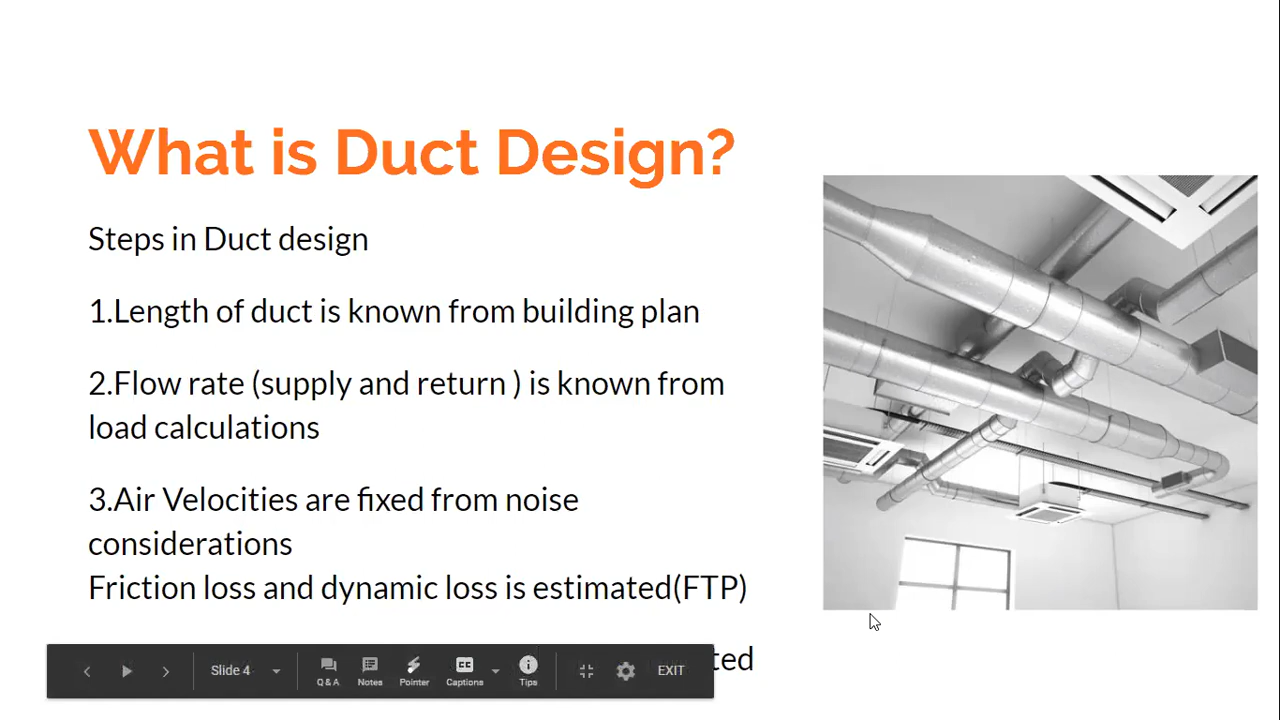 What is Duct Design?
Steps in Duct design
1.Length of duct is known from building plan
2.Flow rate (supply and return ) is known from
load calculations
3.Air Velocities are fixed from noise
considerations
Friction loss and dynamic loss is estimated(FTP)
ted
Slide 4
Q & A
Notes
Pointer
CC
Captions
Tips
EXIT